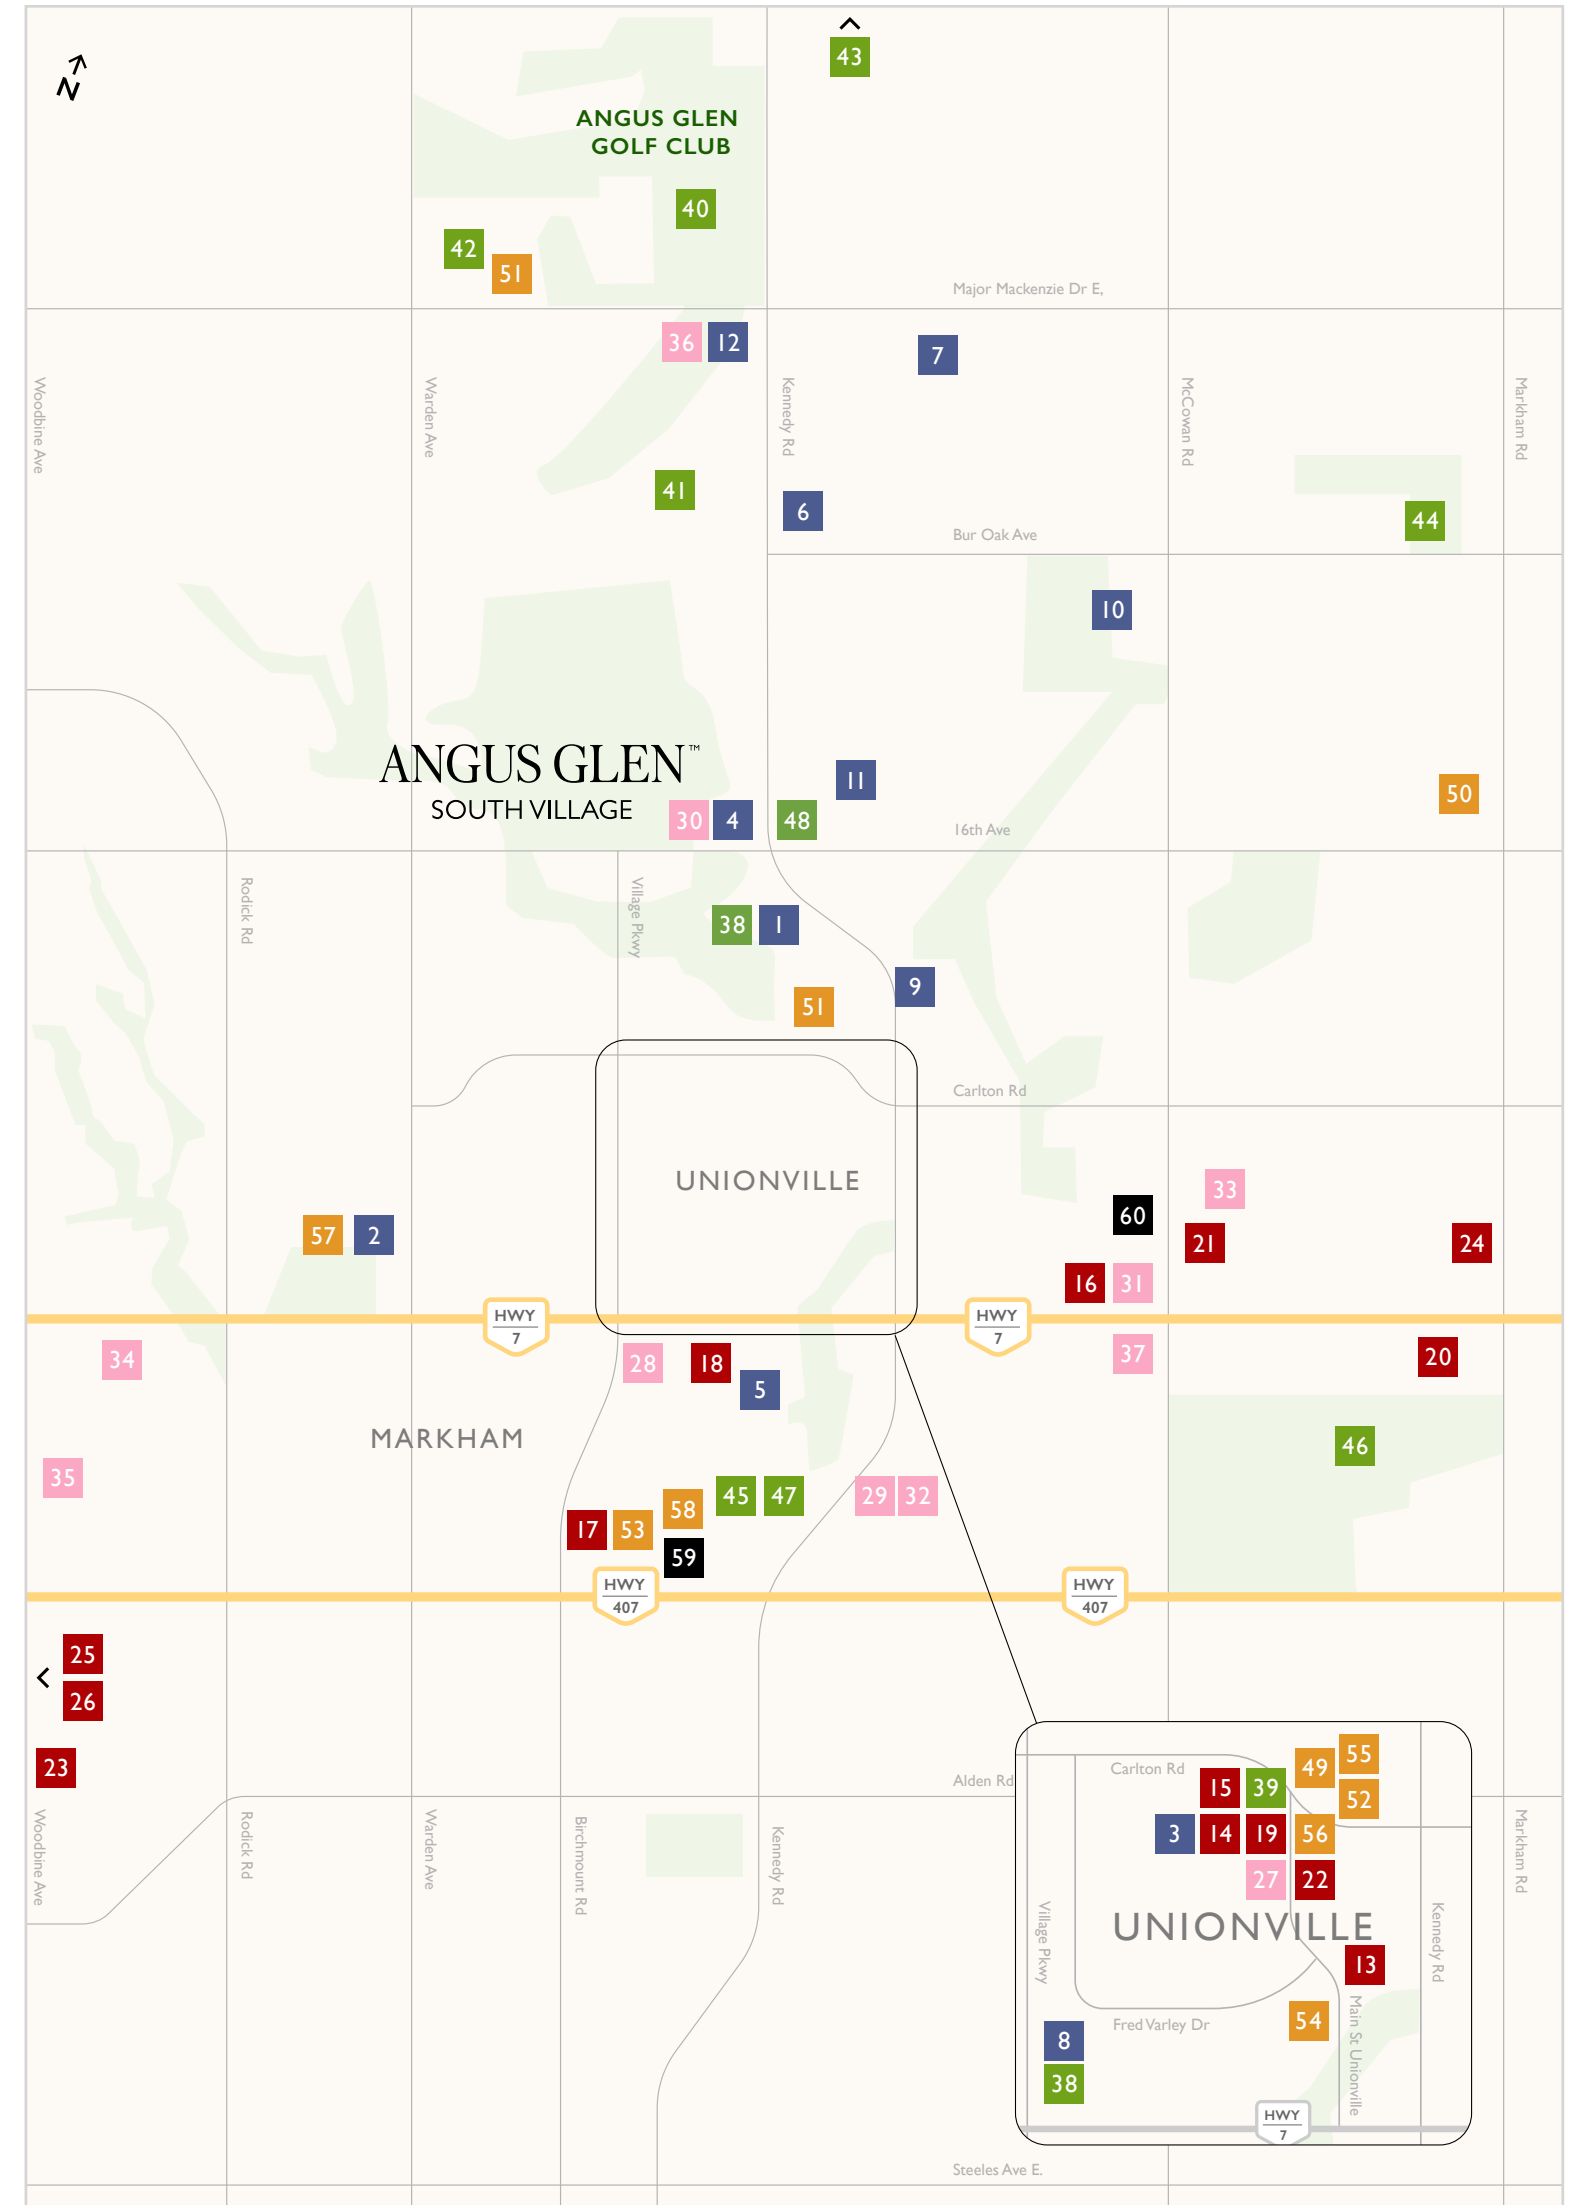 43
N
ANGUS GLEN
GOLF CLUB
40
42
51
Major Mackenzie Dr E,
36
12
7
Woodbine Ave
Warden Ave
Kennedy Rd
McCowan Rd
Markham Rd
41
6
44
Bur Oak Ave
10
ANGUS GLEN™
SOUTH VILLAGE
11
50
30
4
48
16th Ave
Rodick Rd
Village Pkwy
38
1
9
51
Carlton Rd
UNIONVILLE
33
60
57
2
21
24
16
31
HWY
7
HWY
7
34
28
18
37
20
5
MARKHAM
46
35
45
47
29
32
58
17
53
59
HWY
407
HWY
407
25
26
23
Alden Rd
Woodbine Ave
Rodick Rd
Warden Ave
Birchmount Rd
Kennedy Rd
Markham Rd
Carlton Rd
55
49
15
39
52
3
14
19
56
27
22
UNIONVILLE
Village Pkwy
Kennedy Rd
13
54
Main St Unionville
Fred Varley Dr
8
38
HWY
7
Steeles Ave E.